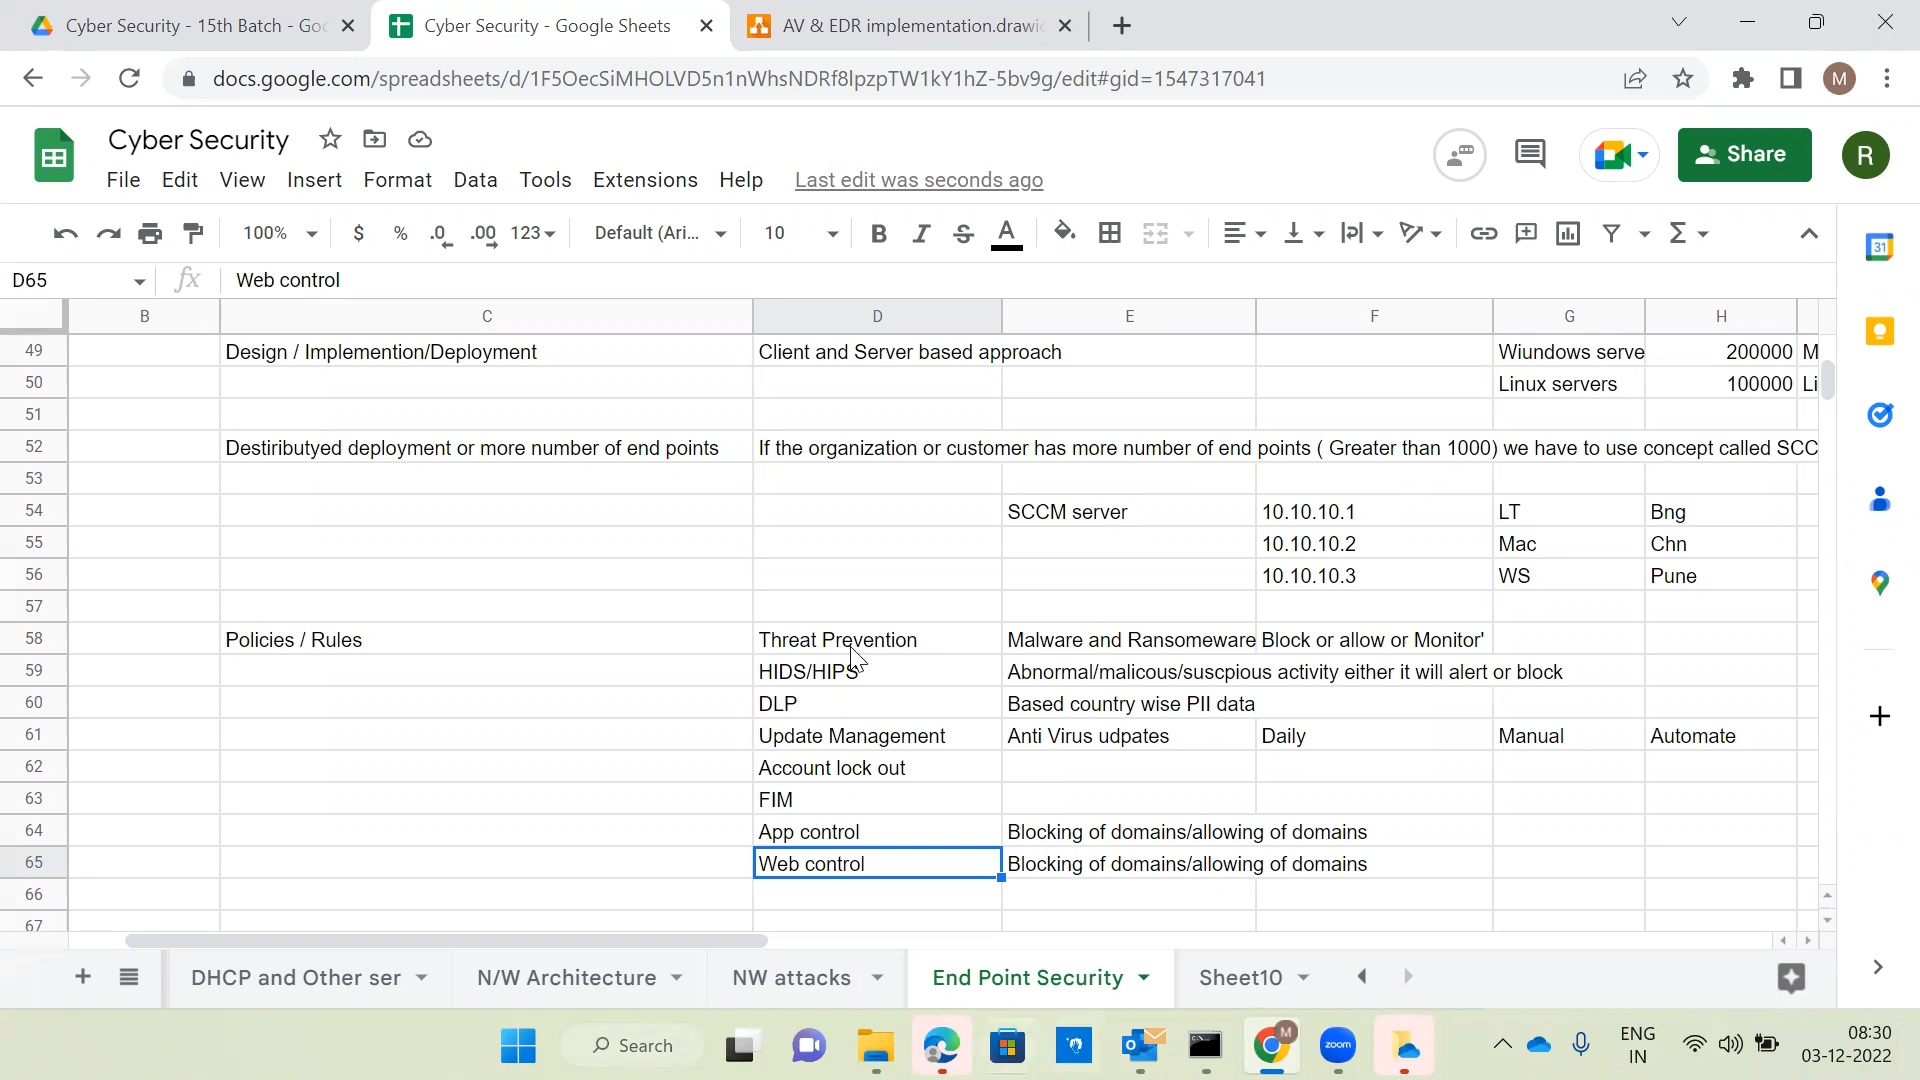 Cyber Security - 15th Batch - Goo
Cyber Security - Google Sheets
AV & EDR implementation.drawio
docs.google.com/spreadsheets/d/1F5OecSiMHOLVD5n1nWhsNDRf8lpzpTW1kY1hZ-5bv9g/edit#gid=1547317041
M
Cyber Security
Share
R
File Edit View Insert Format Data Tools Extensions Help Last edit was seconds ago
100% $ % .0 .00 123 Default (Ari... 10 B I S A
31
D65 fx Web control
B C D E F G H
49 Design / Implemention/Deployment Client and Server based approach Wiundows serve 200000 M
50 Linux servers 100000 Li
51
52 Destiributyed deployment or more number of end points If the organization or customer has more number of end points ( Greater than 1000) we have to use concept called SCC
53
54 SCCM server 10.10.10.1 LT Bng
55 10.10.10.2 Mac Chn
56 10.10.10.3 WS Pune
57
58 Policies / Rules Threat Prevention Malware and Ransomeware Block or allow or Monitor'
59 HIDS/HIPS Abnormal/malicous/suscpious activity either it will alert or block
60 DLP Based country wise PII data
61 Update Management Anti Virus udpates Daily Manual Automate
62 Account lock out
63 FIM
64 App control Blocking of domains/allowing of domains
65 Web control Blocking of domains/allowing of domains
66
67
DHCP and Other ser N/W Architecture NW attacks End Point Security Sheet10
Search
M
zoom
ENG
IN
08:30
03-12-2022